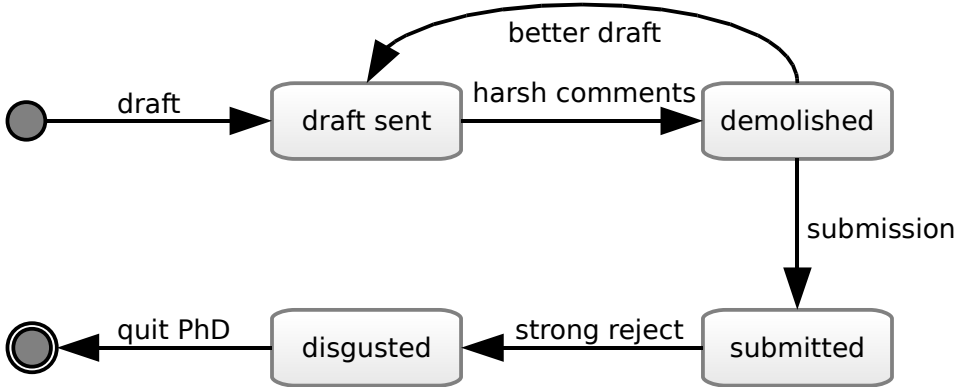 better draft
draft
draft sent
harsh comments
demolished
submission
quit PhD
disgusted
strong reject
submitted